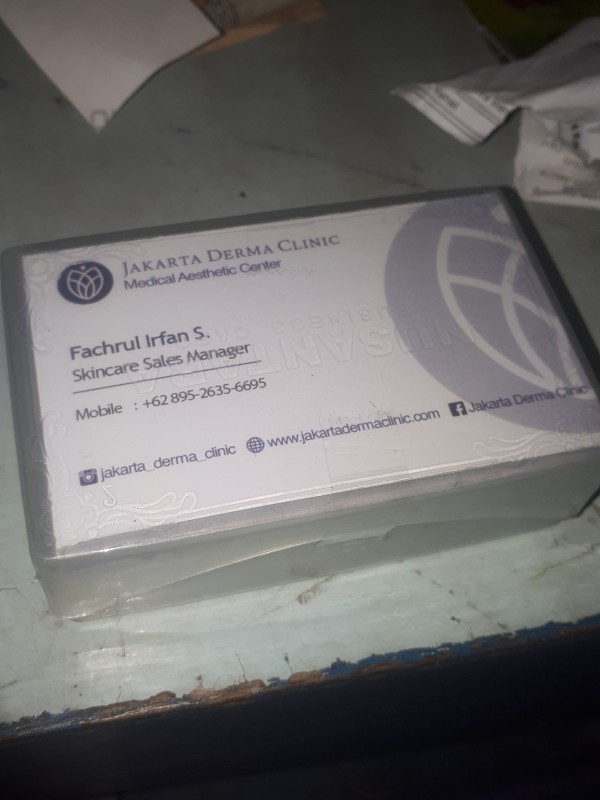 JAKARTA DERMA CLINIC
Medical Aesthetic Center
Fachrul Irfan S.
Skincare Sales Manager
Mobile : +62 895-2635-6695
jakarta_derma_clinic www.jakartadermaclinic.com Jakarta Derma Clinic
NUSANTARA